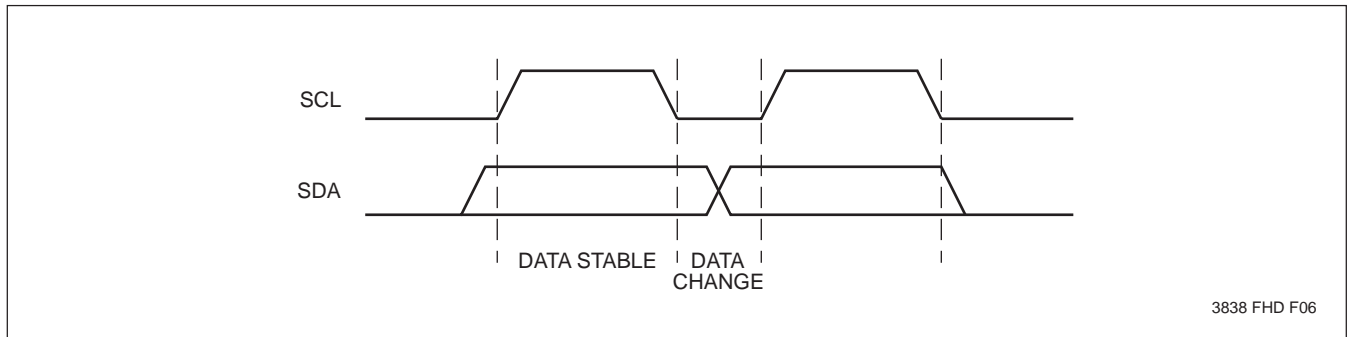 SCL
SDA
DATA STABLE
DATA
CHANGE
3838 FHD F06